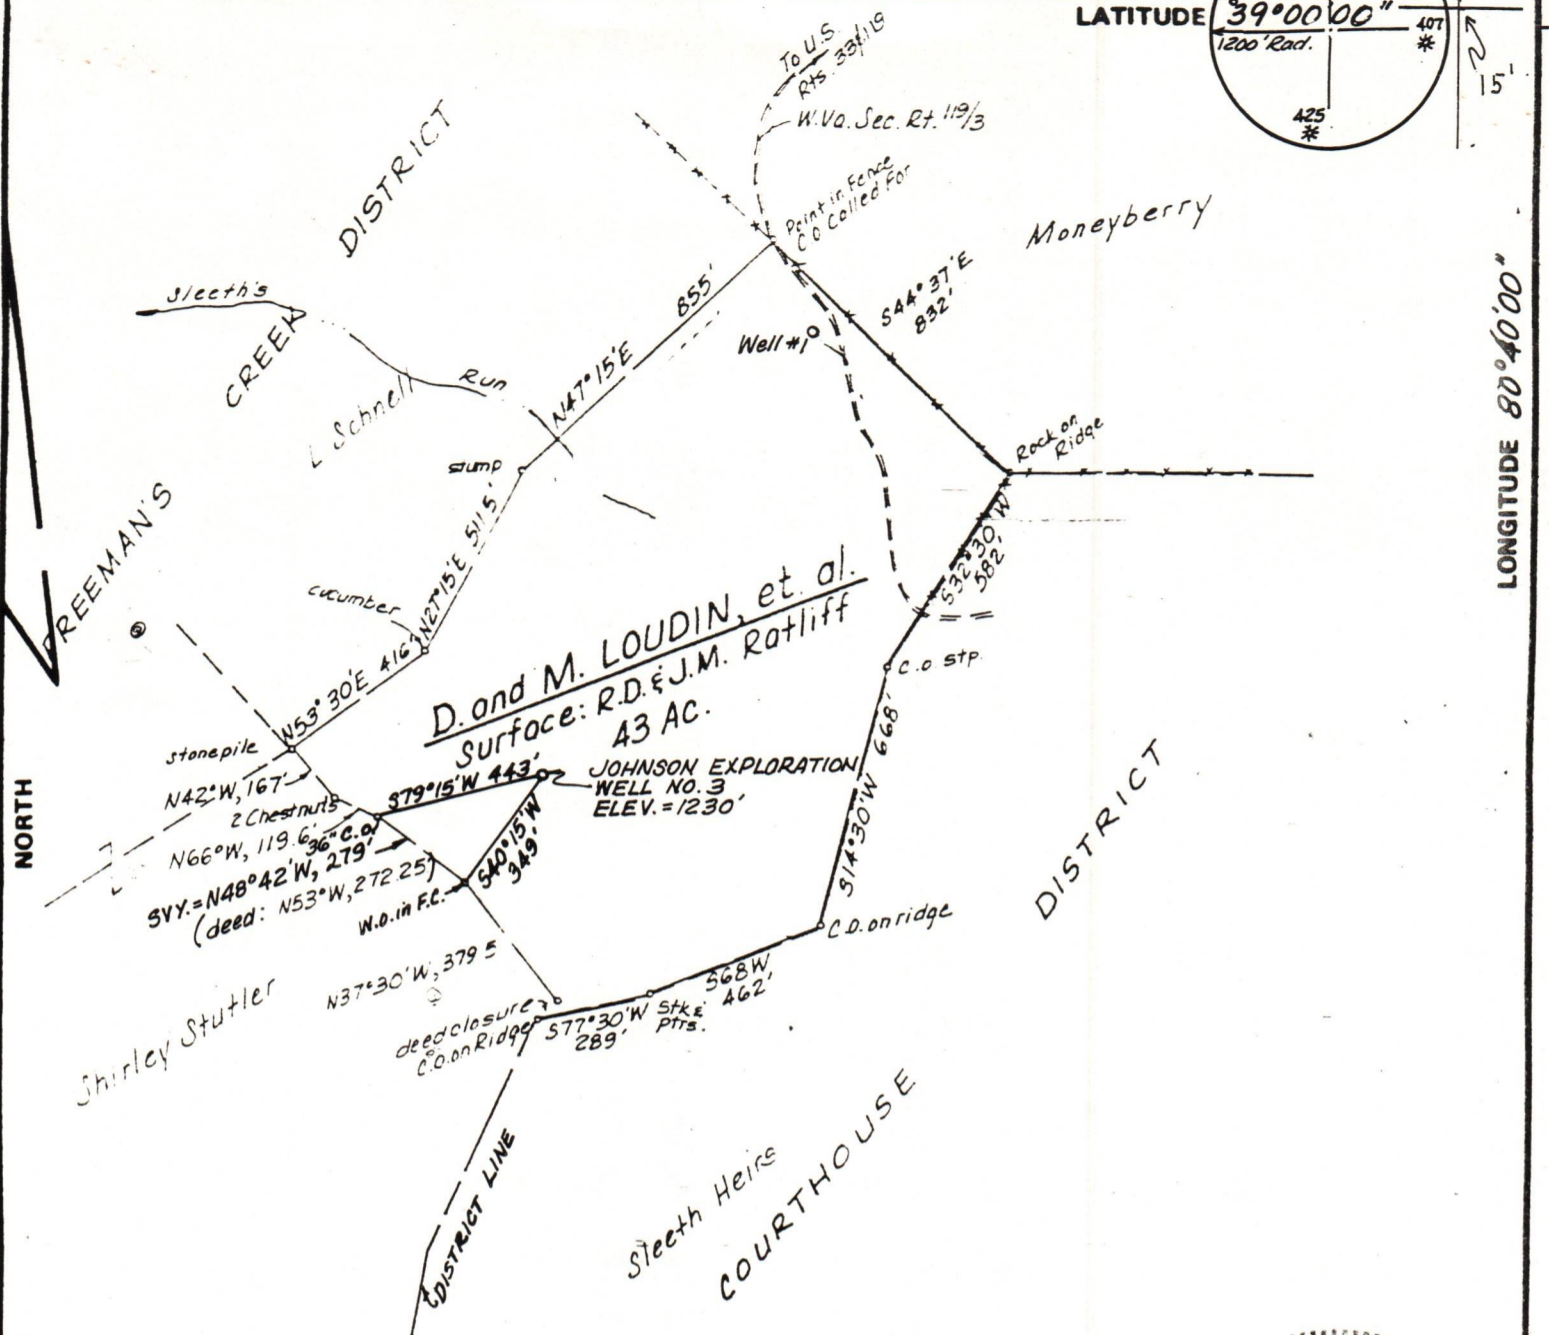 LATITUDE 39°00'00"
1200' Rad.
407
425
15'
To U.S.
Rts. 33&119
W.Va. Sec. Rt. 119/3
Point in Fence
C.O. Called For
Moneyberry
DISTRICT
Sleeth's
CREEK
Run
L Schnell
FREEMAN'S
N47°15'E 855'
S44°37'E
832'
Well #1
Rock on
Ridge
LONGITUDE 80°40'00"
stump
N27°15'E 511.5'
cucumber
S32°30'W
582'
N53°30'E 416'
C.O. Stp.
D. and M. LOUDIN, et. al.
Surface: R.D. & J.M. Ratliff
43 AC.
stonepile
N42°W, 167'
2 Chestnuts
N66°W, 119.6'
36" C.O.
S79°15'W 443'
JOHNSON EXPLORATION
WELL NO. 3
ELEV.=1230'
SVY.=N48°42'W, 279'
(deed: N53°W, 272.25')
W.O. in F.C.
S40°15'W
349'
S14°30'W 668'
DISTRICT
NORTH
C.O. on ridge
N37°30'W, 379.5
S68W
462'
Shirley Stutler
deed closure
C.O. on Ridge
S77°30'W
289'
Stk &
Ptrs.
DISTRICT LINE
Sleeth Heirs
COURTHOUSE